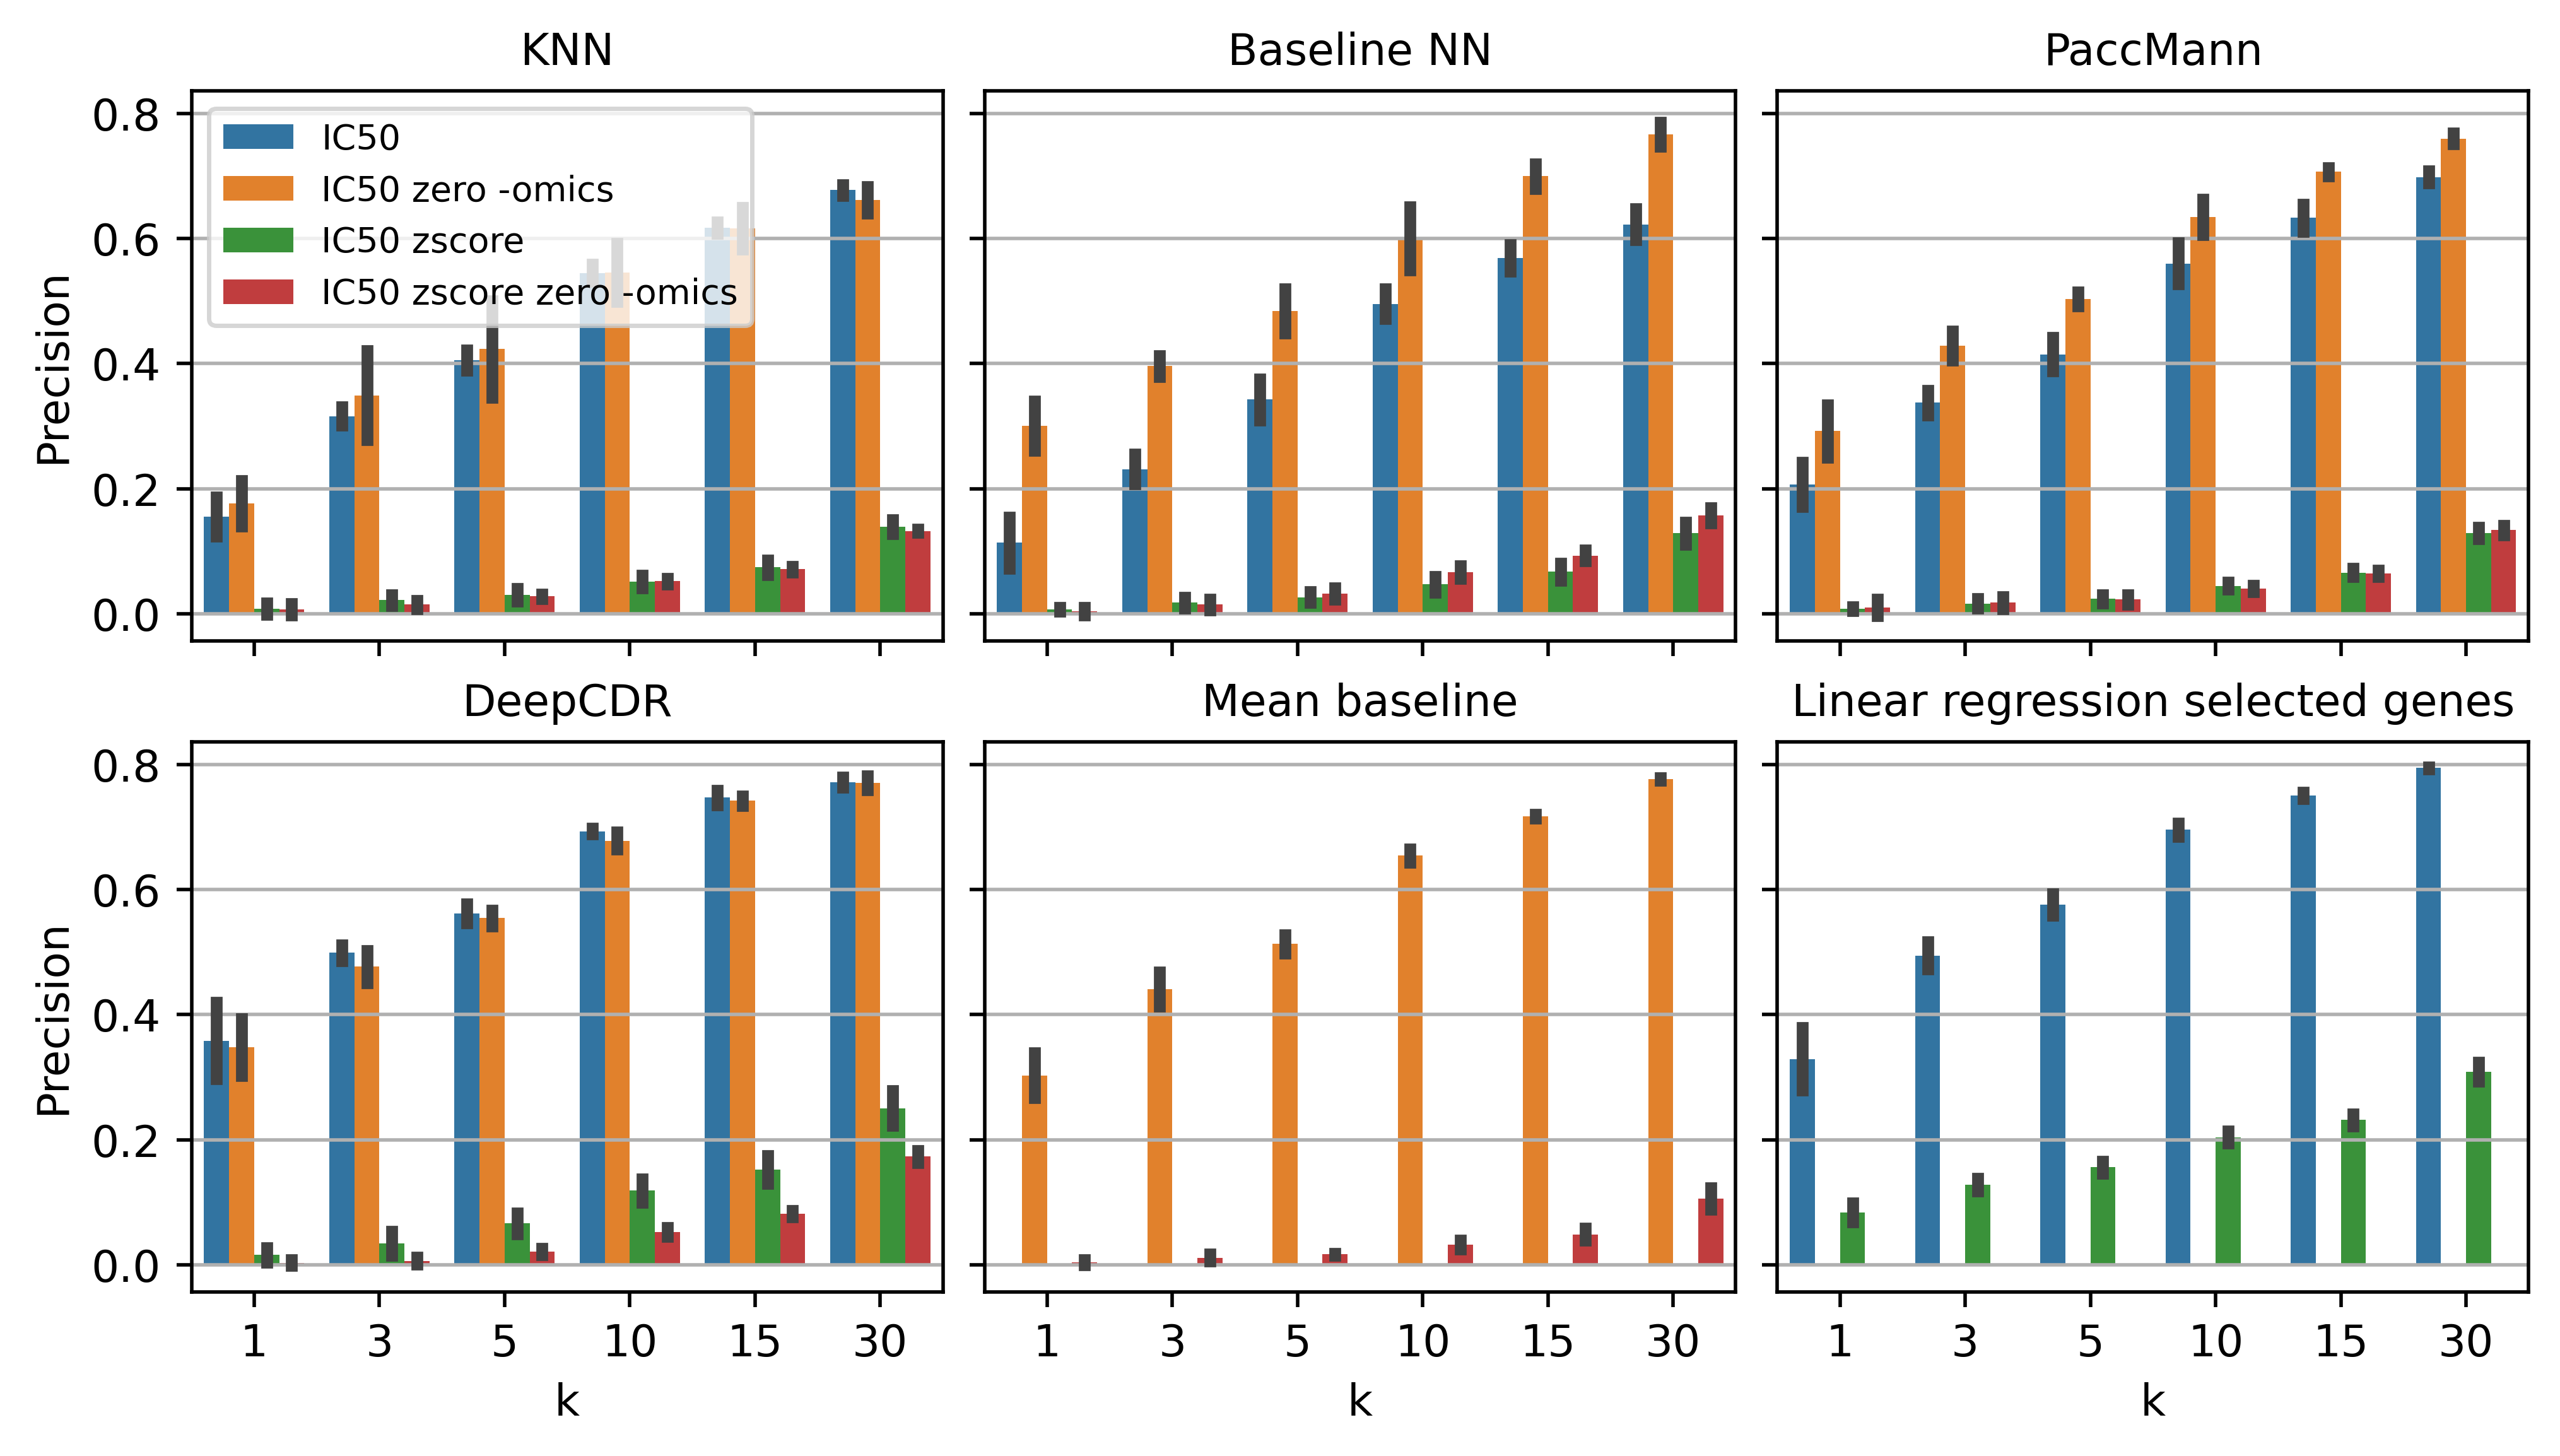 KNN
Baseline NN
PaccMann
Precision
0.8
0.6
0.4
0.2
0.0
IC50
IC50 zero -omics
IC50 zscore
IC50 zscore zero -omics
DeepCDR
Mean baseline
Linear regression selected genes
Precision
0.8
0.6
0.4
0.2
0.0
1 3 5 10 15 30
1 3 5 10 15 30
1 3 5 10 15 30
k
k
k